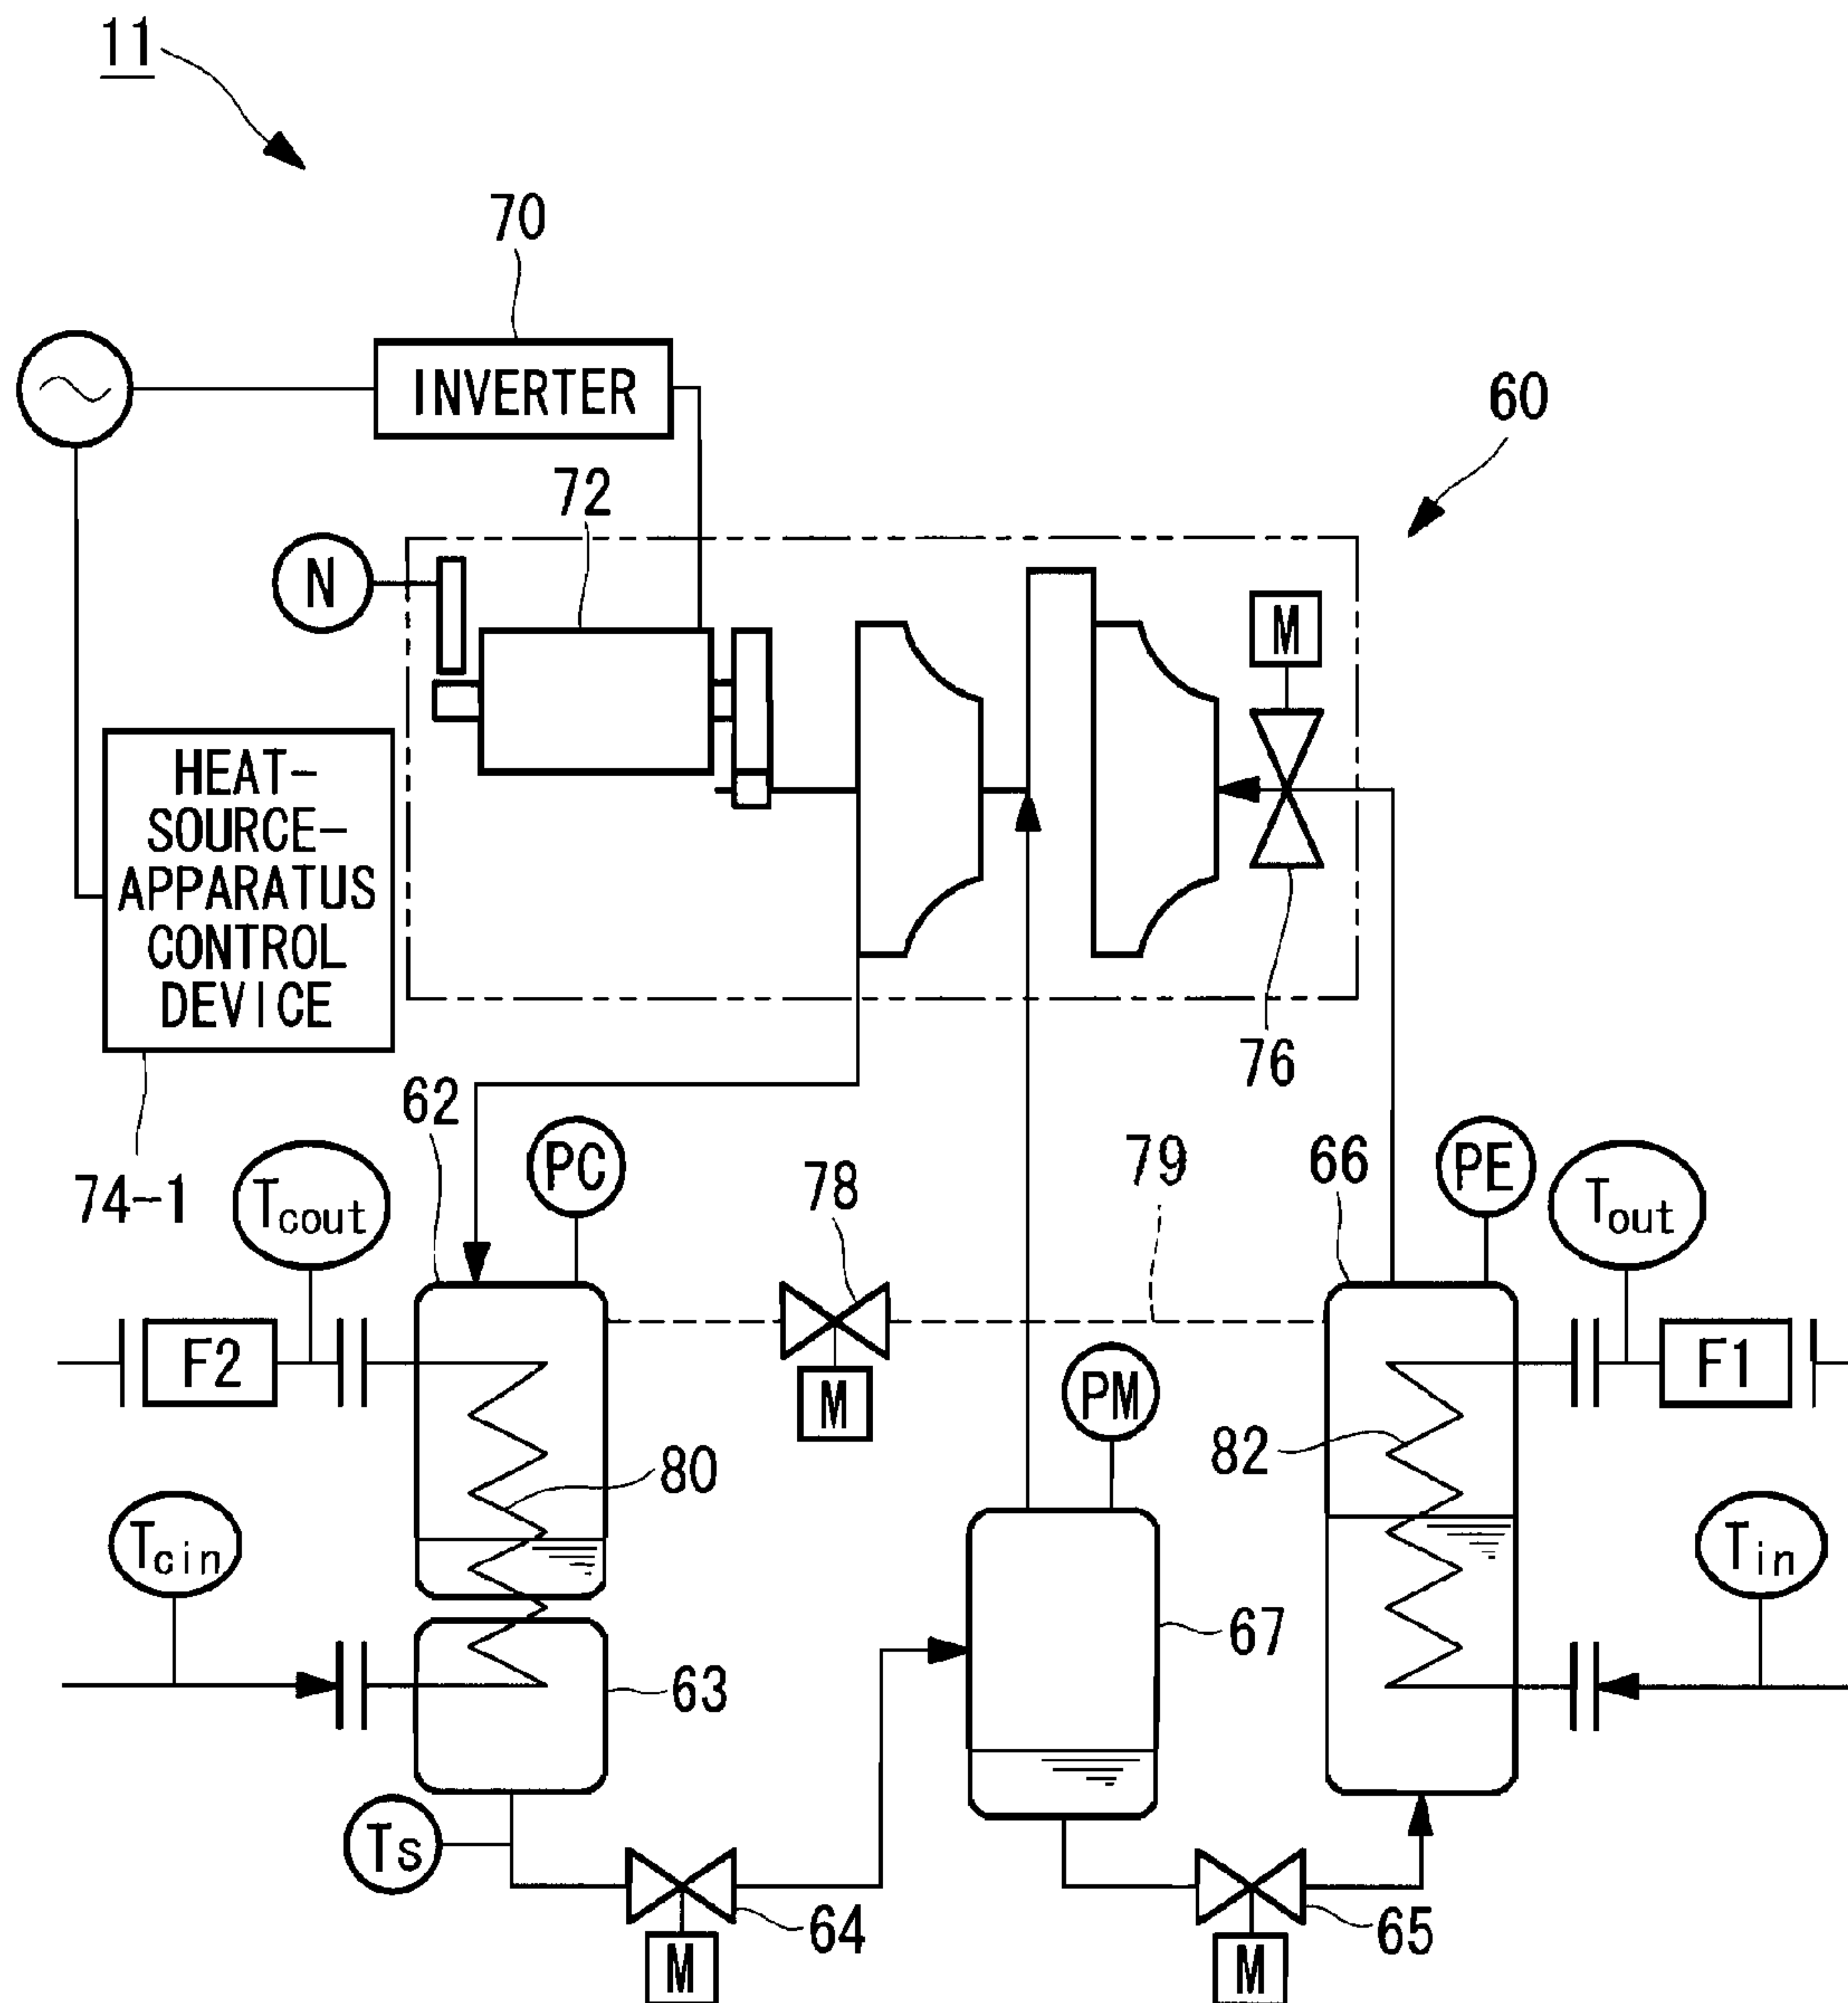 11
70
INVERTER
60
72
N
M
HEAT-
SOURCE-
APPARATUS
CONTROL
DEVICE
76
62
74-1
Tcout
PC
78
79
66
PE
Tout
F2
F1
M
PM
80
82
Tcin
Tin
67
63
Ts
64
65
M
M